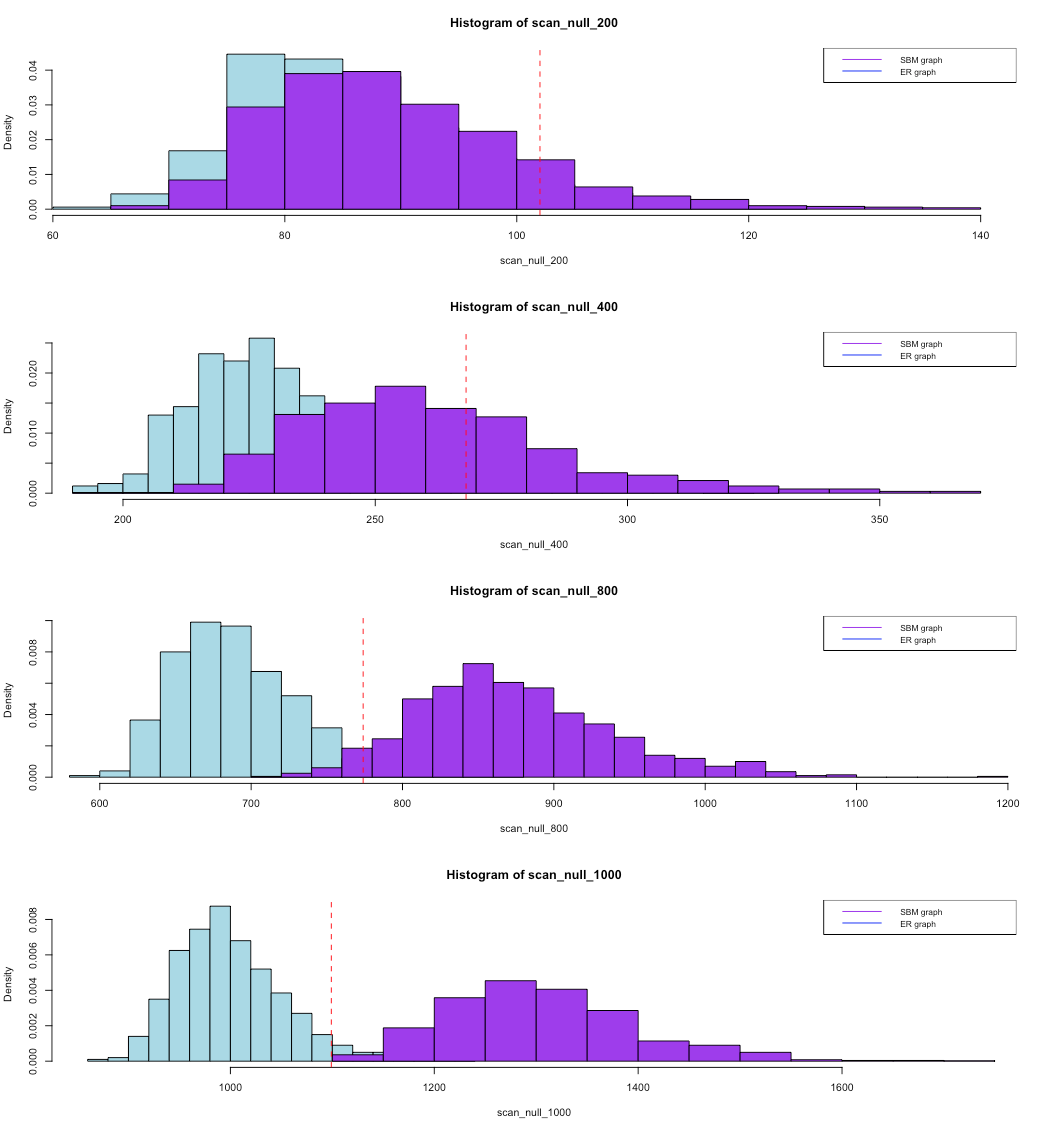 Histogram of scan_null_200
SBM graph
ER graph
Density
0.00 0.01 0.02 0.03 0.04
60 80 100 120 140
scan_null_200
Histogram of scan_null_400
SBM graph
ER graph
Density
0.000 0.010 0.020
200 250 300 350
scan_null_400
Histogram of scan_null_800
SBM graph
ER graph
Density
0.000 0.004 0.008
600 700 800 900 1000 1100 1200
scan_null_800
Histogram of scan_null_1000
SBM graph
ER graph
Density
0.000 0.002 0.004 0.006 0.008
1000 1200 1400 1600
scan_null_1000